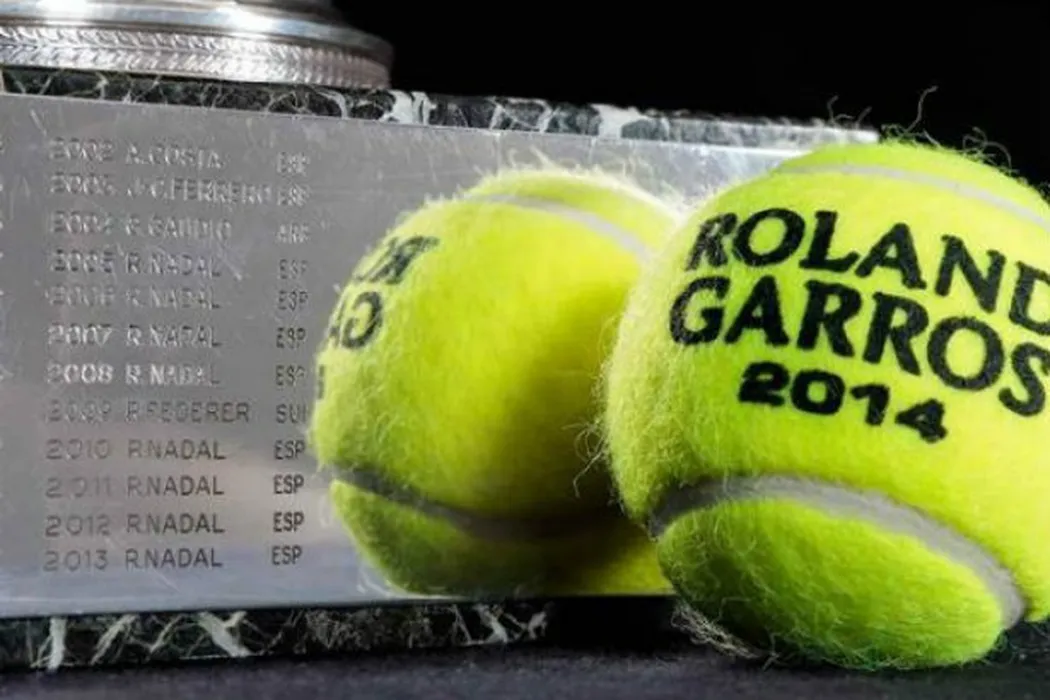 2002 A.COSTA ESP
2003 J-C.FERRERO ESP
2004 G.GAUDIO ARG
2005 R.NADAL ESP
2006 R.NADAL ESP
2007 R.NADAL ESP
2008 R.NADAL ESP
2009 R.FEDERER SUI
2010 R.NADAL ESP
2011 R.NADAL ESP
2012 R.NADAL ESP
2013 R.NADAL ESP
ROLAND
GARROS
2014